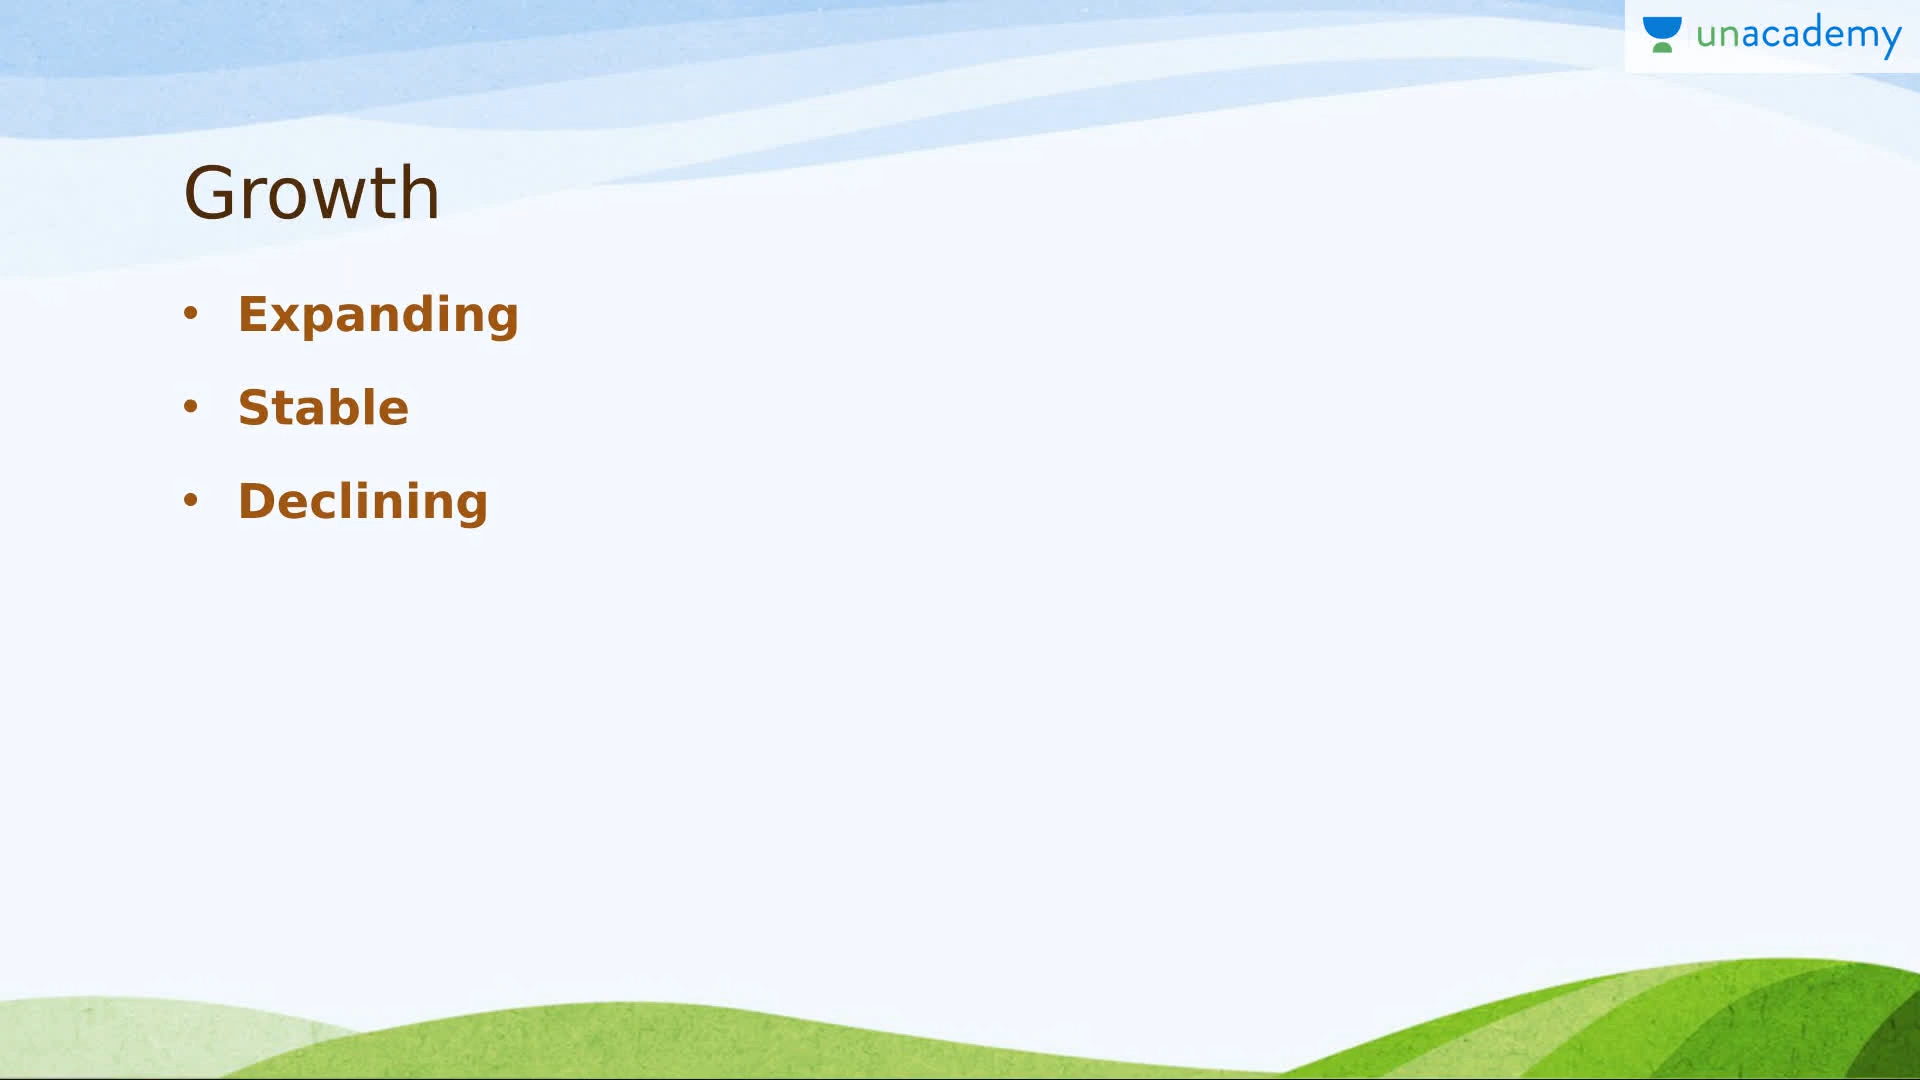 unacademy
Growth
• Expanding
• Stable
• Declining